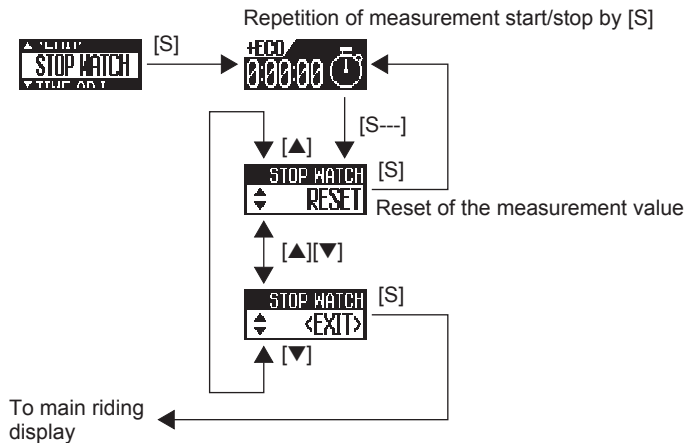 Repetition of measurement start/stop by [S]
STOP WATCH
[S]
+ECO
0:00:00
[S---]
[▲]
STOP WATCH
RESET
[S]
Reset of the measurement value
[▲][▼]
STOP WATCH
<EXIT>
[S]
[▼]
To main riding
display